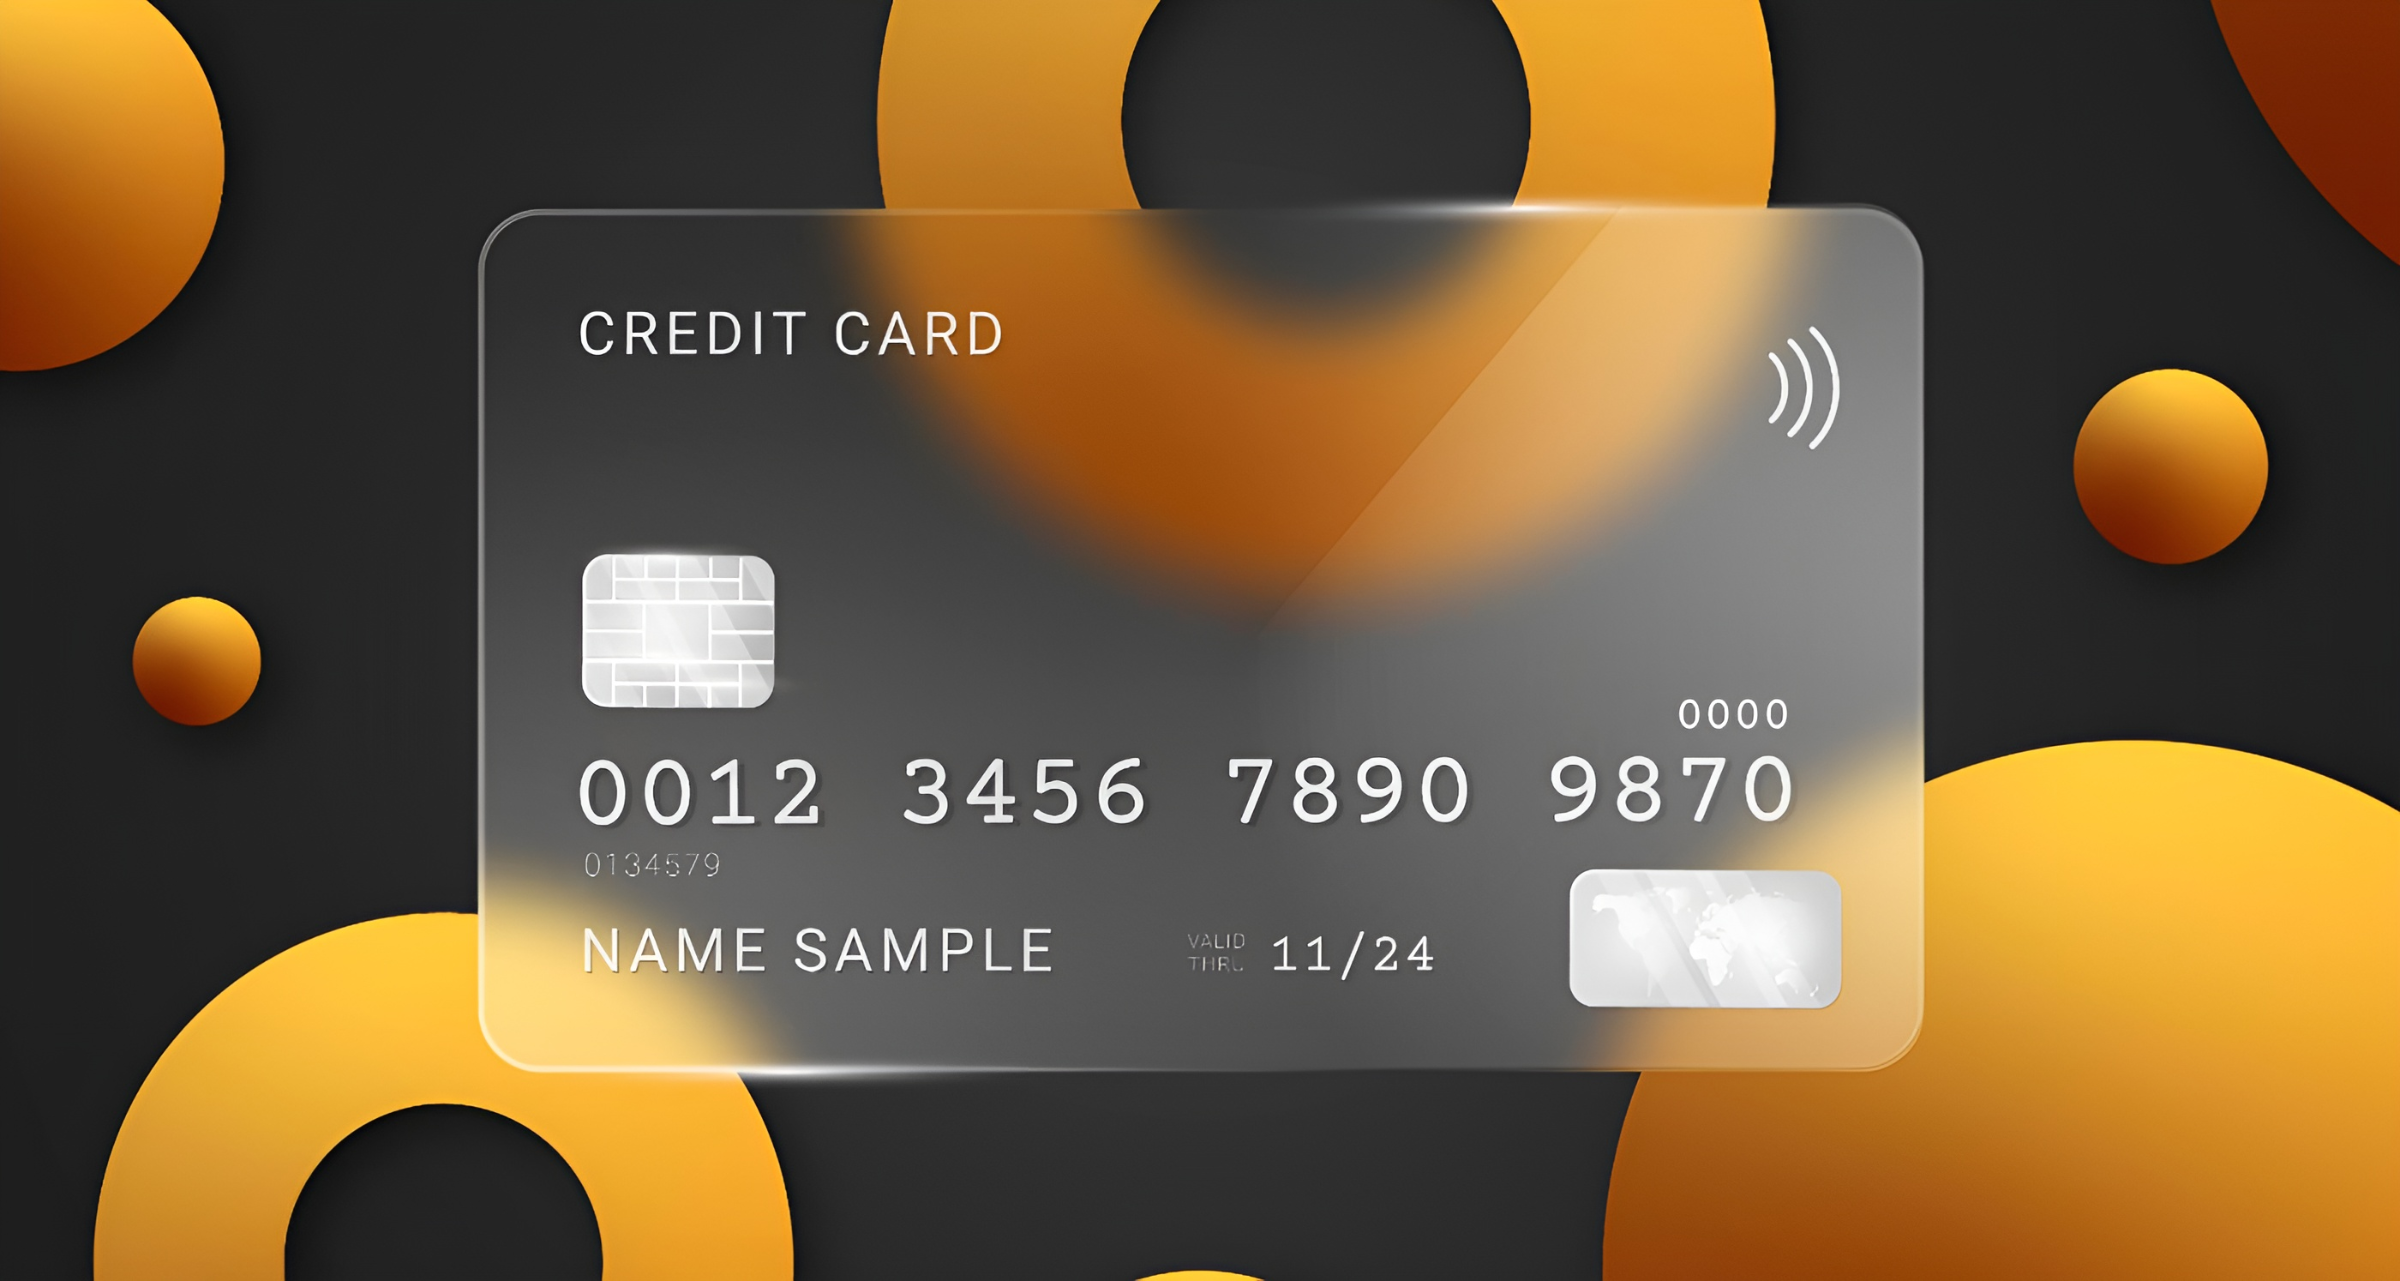 CREDIT CARD
0000
0012 3456 7890 9870
0134579
NAME SAMPLE
VALID
THRU
11/24